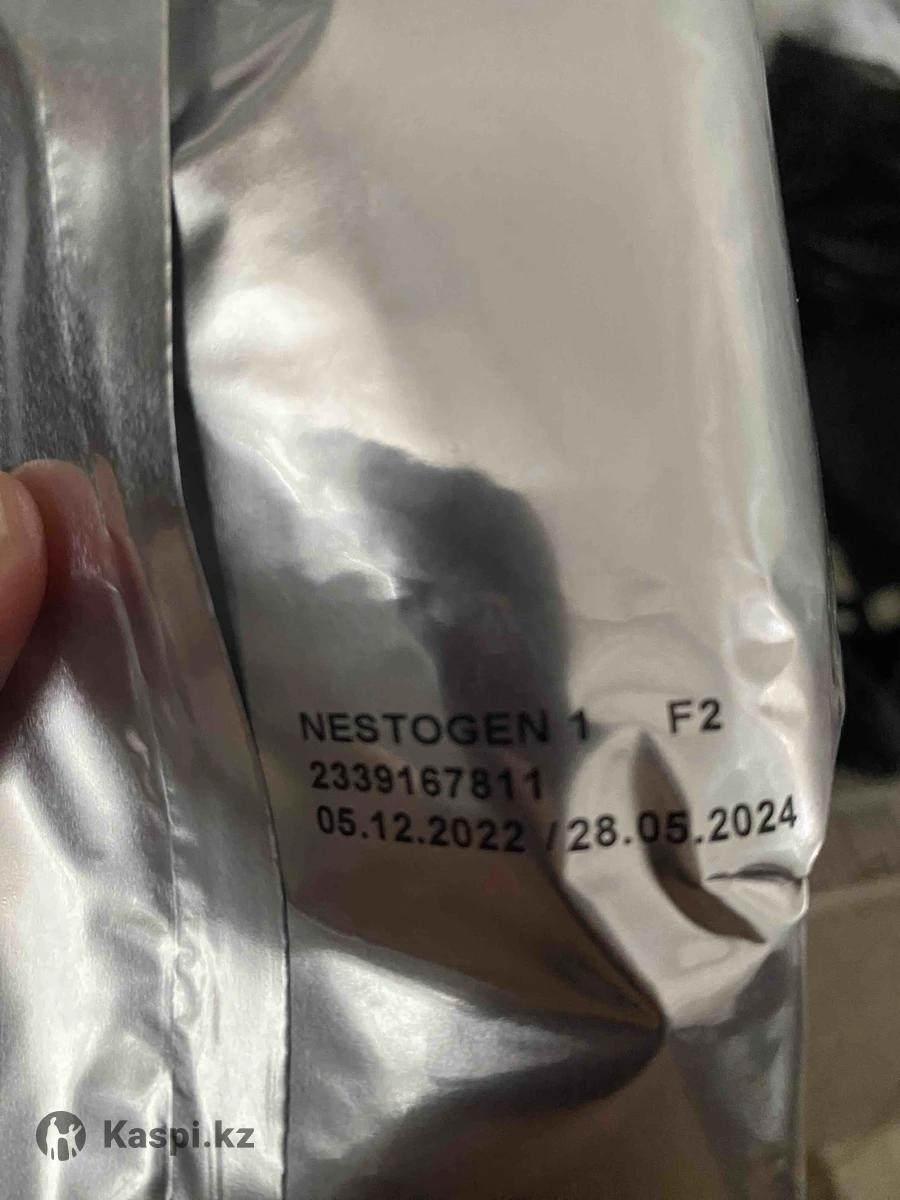 NESTOGEN 1 F2
2339167811
05.12.2022 / 28.05.2024
Kaspi.kz